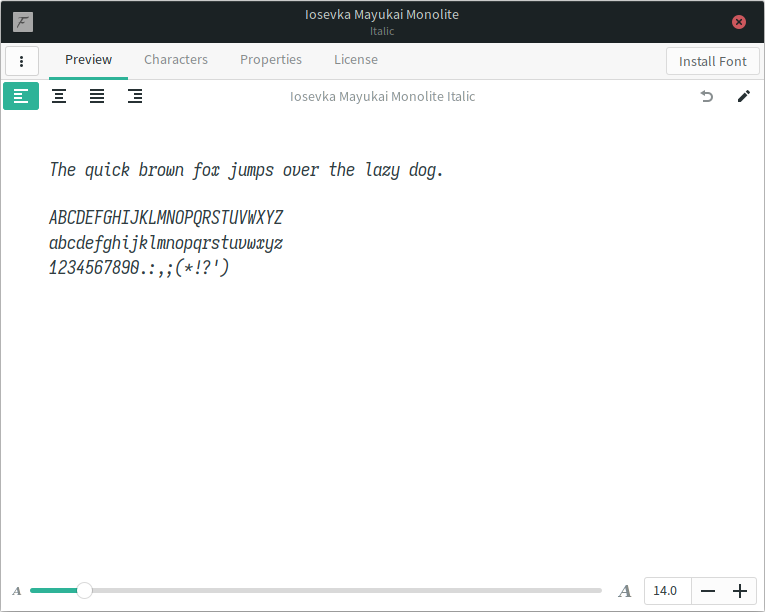 Iosevka Mayukai Monolite
Italic
Preview Characters Properties License Install Font
Iosevka Mayukai Monolite Italic
The quick brown fox jumps over the lazy dog.
ABCDEFGHIJKLMNOPQRSTUVWXYZ
abcdefghijklmnopqrstuvwxyz
1234567890.:,;(*!?')
A A 14.0